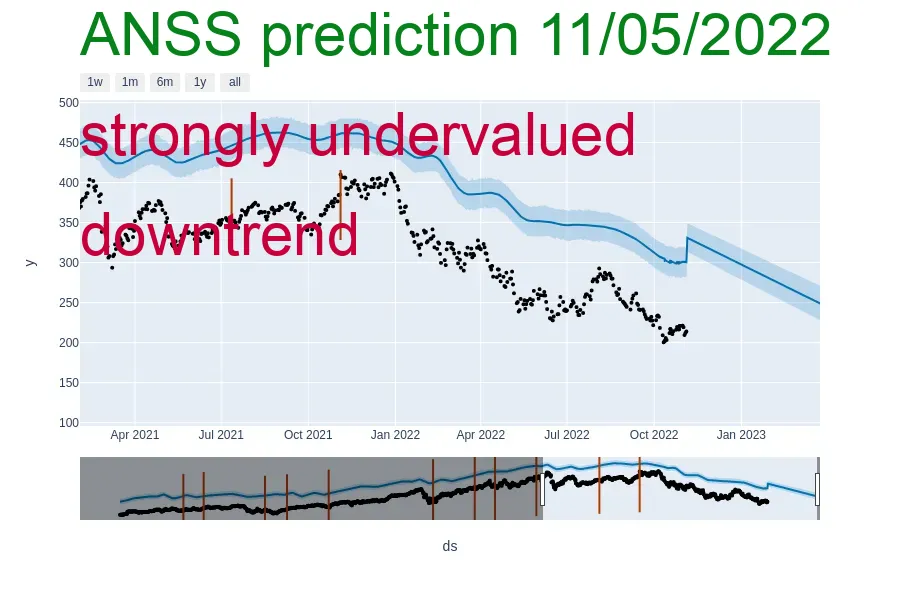 ANSS prediction 11/05/2022
1w 1m 6m 1y all
500
strongly undervalued
450
400
350
downtrend
300
y
250
200
150
100
Apr 2021 Jul 2021 Oct 2021 Jan 2022 Apr 2022 Jul 2022 Oct 2022 Jan 2023
ds